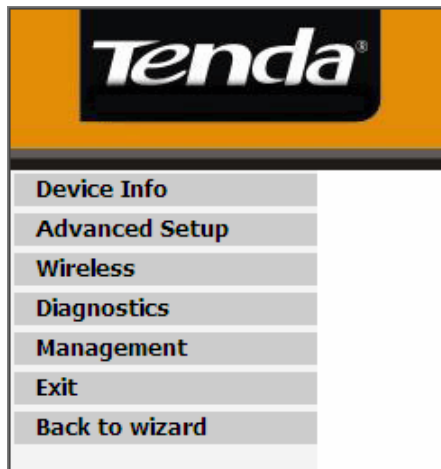 Tenda®
Device Info
Advanced Setup
Wireless
Diagnostics
Management
Exit
Back to wizard